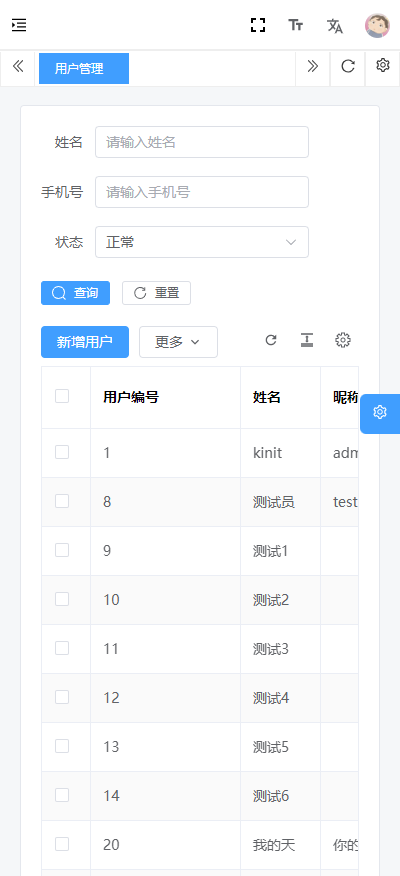 用户管理
姓名 请输入姓名
手机号 请输入手机号
状态 正常
查询 重置
新增用户 更多
用户编号 姓名 昵称
1 kinit adm
8 测试员 test
9 测试1
10 测试2
11 测试3
12 测试4
13 测试5
14 测试6
20 我的天 你的